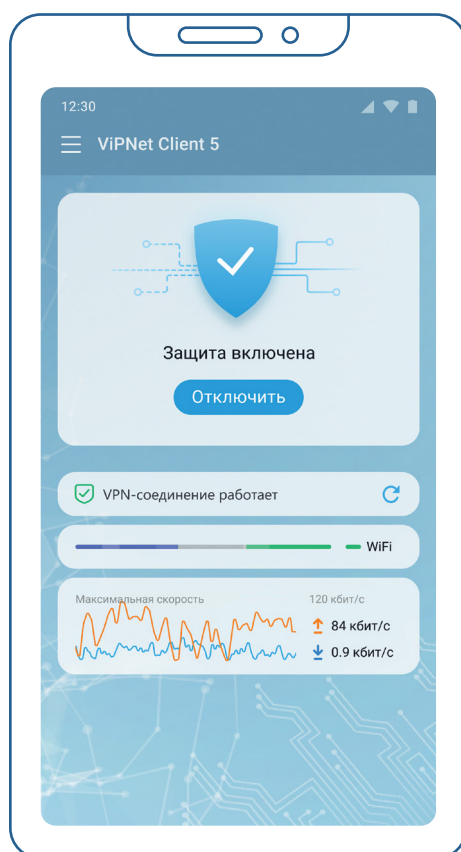 12:30
ViPNet Client 5
Защита включена
Отключить
VPN-соединение работает
WiFi
Максимальная скорость 120 кбит/с
84 кбит/с
0.9 кбит/с